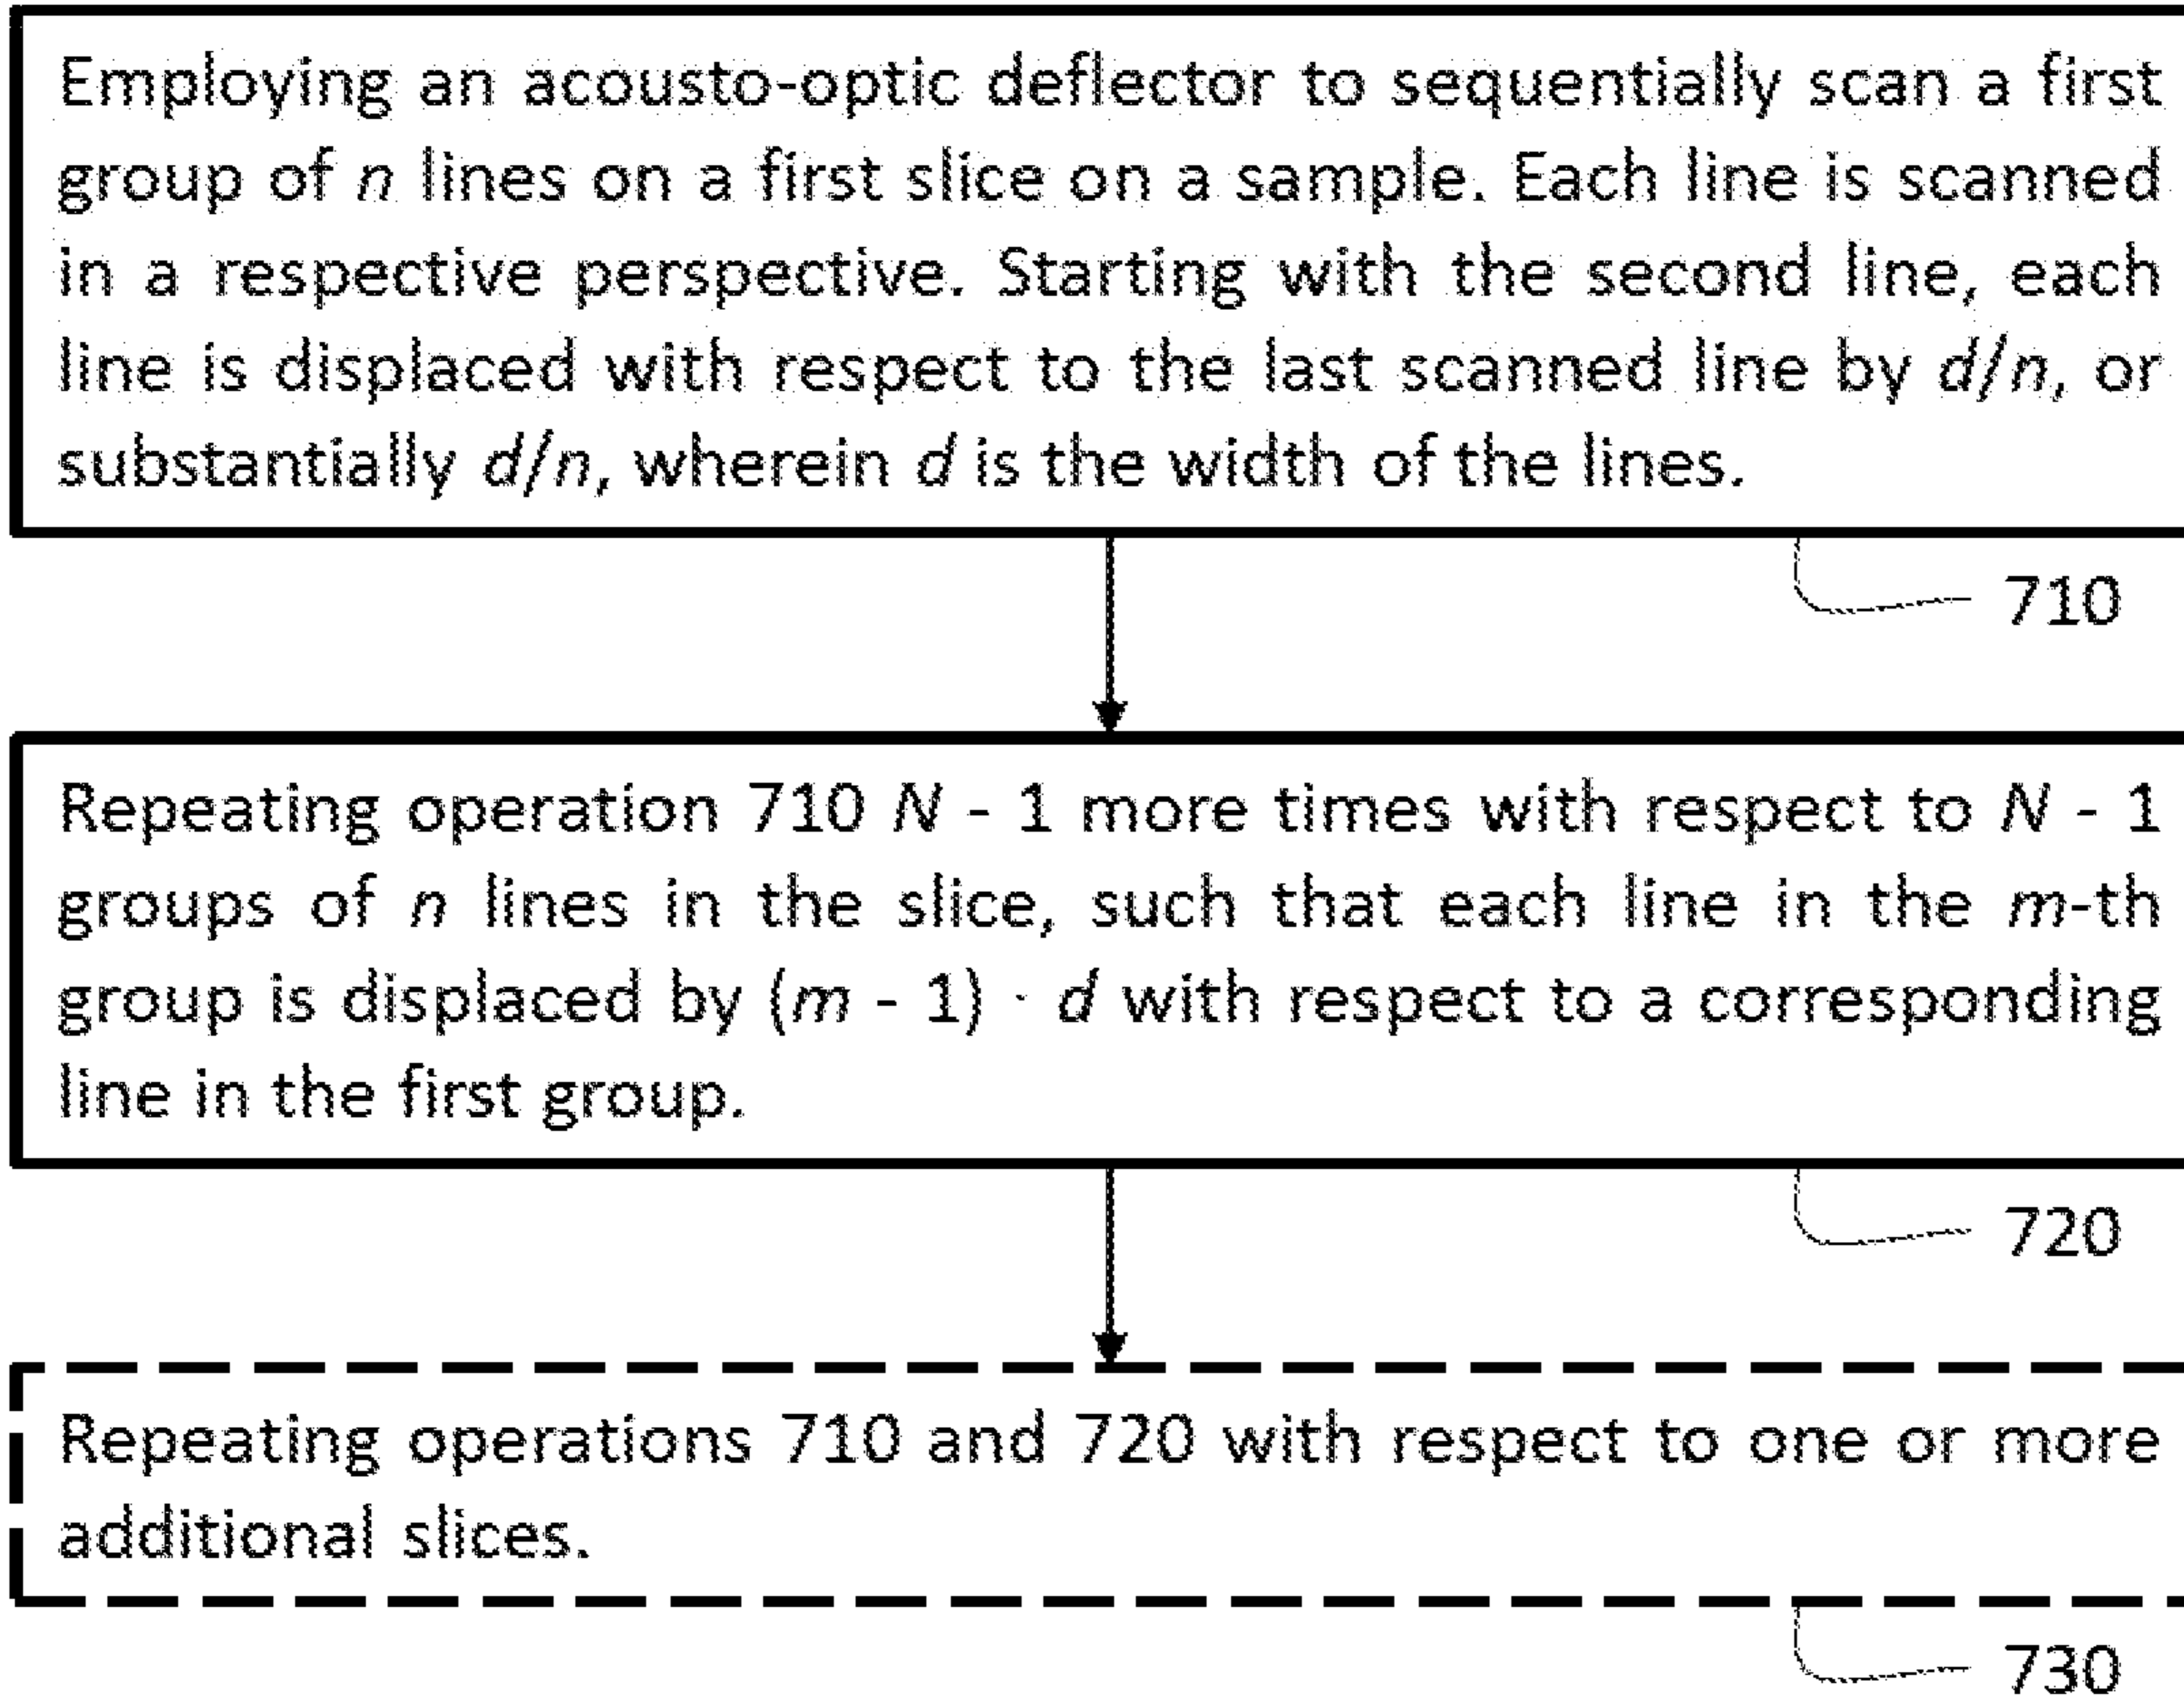 Employing an acousto-optic deflector to sequentially scan a first
group of n lines on a first slice on a sample. Each line is scanned
in a respective perspective. Starting with the second line, each
line is displaced with respect to the last scanned line by d/n, or
substantially d/n, wherein d is the width of the lines.
710
Repeating operation 710 N - 1 more times with respect to N - 1
groups of n lines in the slice, such that each line in the m-th
group is displaced by (m - 1) · d with respect to a corresponding
line in the first group.
720
Repeating operations 710 and 720 with respect to one or more
additional slices.
730